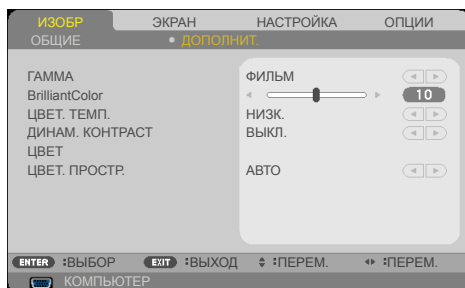 ИЗОБР ЭКРАН НАСТРОЙКА ОПЦИИ
ОБЩИЕ • ДОПОЛНИТ.
ГАММА ФИЛЬМ
BrilliantColor 10
ЦВЕТ. ТЕМП. НИЗК.
ДИНАМ. КОНТРАСТ ВЫКЛ.
ЦВЕТ
ЦВЕТ. ПРОСТР. АВТО
ENTER :ВЫБОР EXIT :ВЫХОД :ПЕРЕМ. :ПЕРЕМ.
КОМПЬЮТЕР